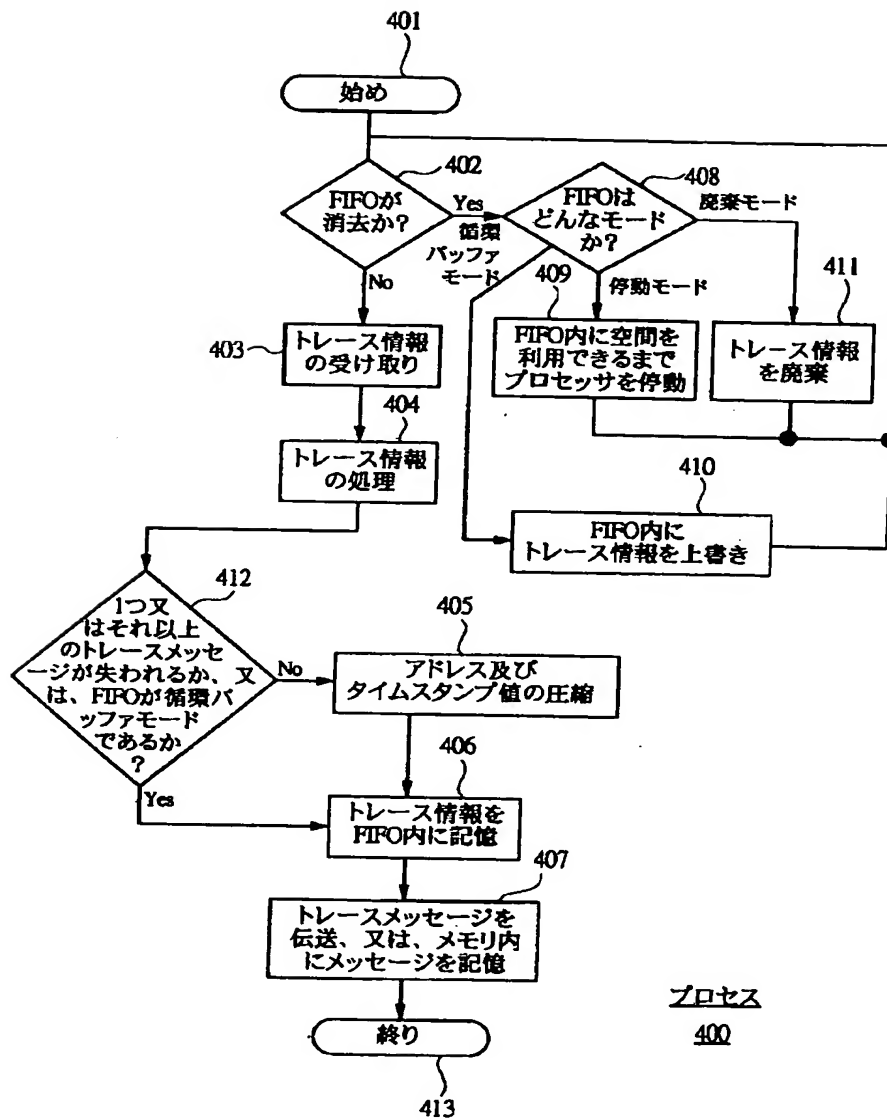 401
始め
402
FIFOが
消去か?
Yes
循環
バッファ
モード
No
408
FIFOは
どんなモード
か?
廃棄モード
停動モード
409
FIFO内に空間を
利用できるまで
プロセッサを停動
411
トレース情報
を廃棄
403
トレース情報
の受け取り
404
トレース情報
の処理
410
FIFO内に
トレース情報を上書き
412
1つ又
はそれ以上
のトレースメッセ
ージが失われるか、又
は、FIFOが循環バ
ッファモード
であるか
?
No
Yes
405
アドレス及び
タイムスタンプ値の圧縮
406
トレース情報を
FIFO内に記憶
407
トレースメッセージを
伝送、又は、メモリ内
にメッセージを記憶
終り
413
プロセス
400